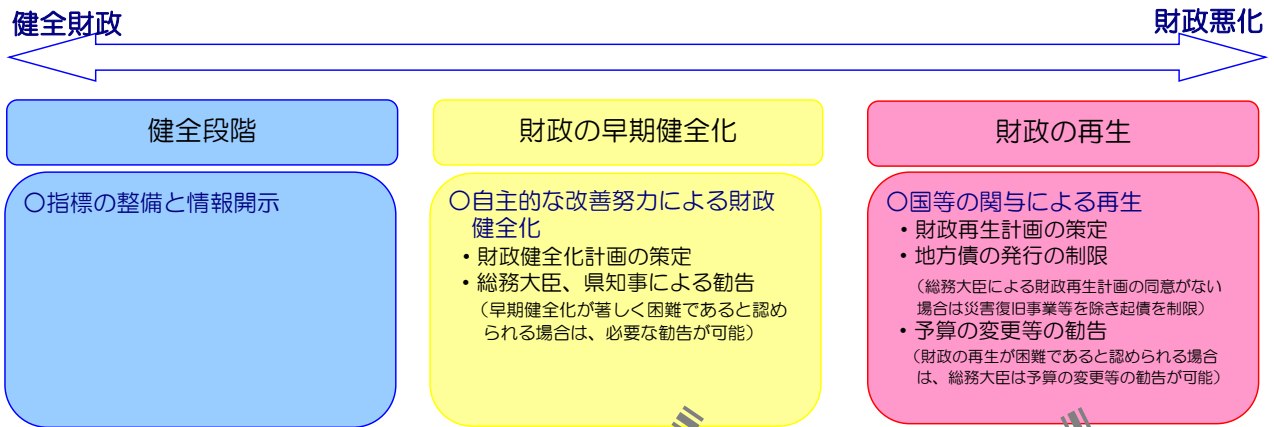 健全財政
財政悪化
健全段階
財政の早期健全化
財政の再生
〇指標の整備と情報開示
〇自主的な改善努力による財政
健全化
・財政健全化計画の策定
・総務大臣、県知事による勧告
（早期健全化が著しく困難であると認め
られる場合は、必要な勧告が可能）
〇国等の関与による再生
・財政再生計画の策定
・地方債の発行の制限
（総務大臣による財政再生計画の同意がない
場合は災害復旧事業等を除き起債を制限）
・予算の変更等の勧告
（財政の再生が困難であると認められる場合
は、総務大臣は予算の変更等の勧告が可能）